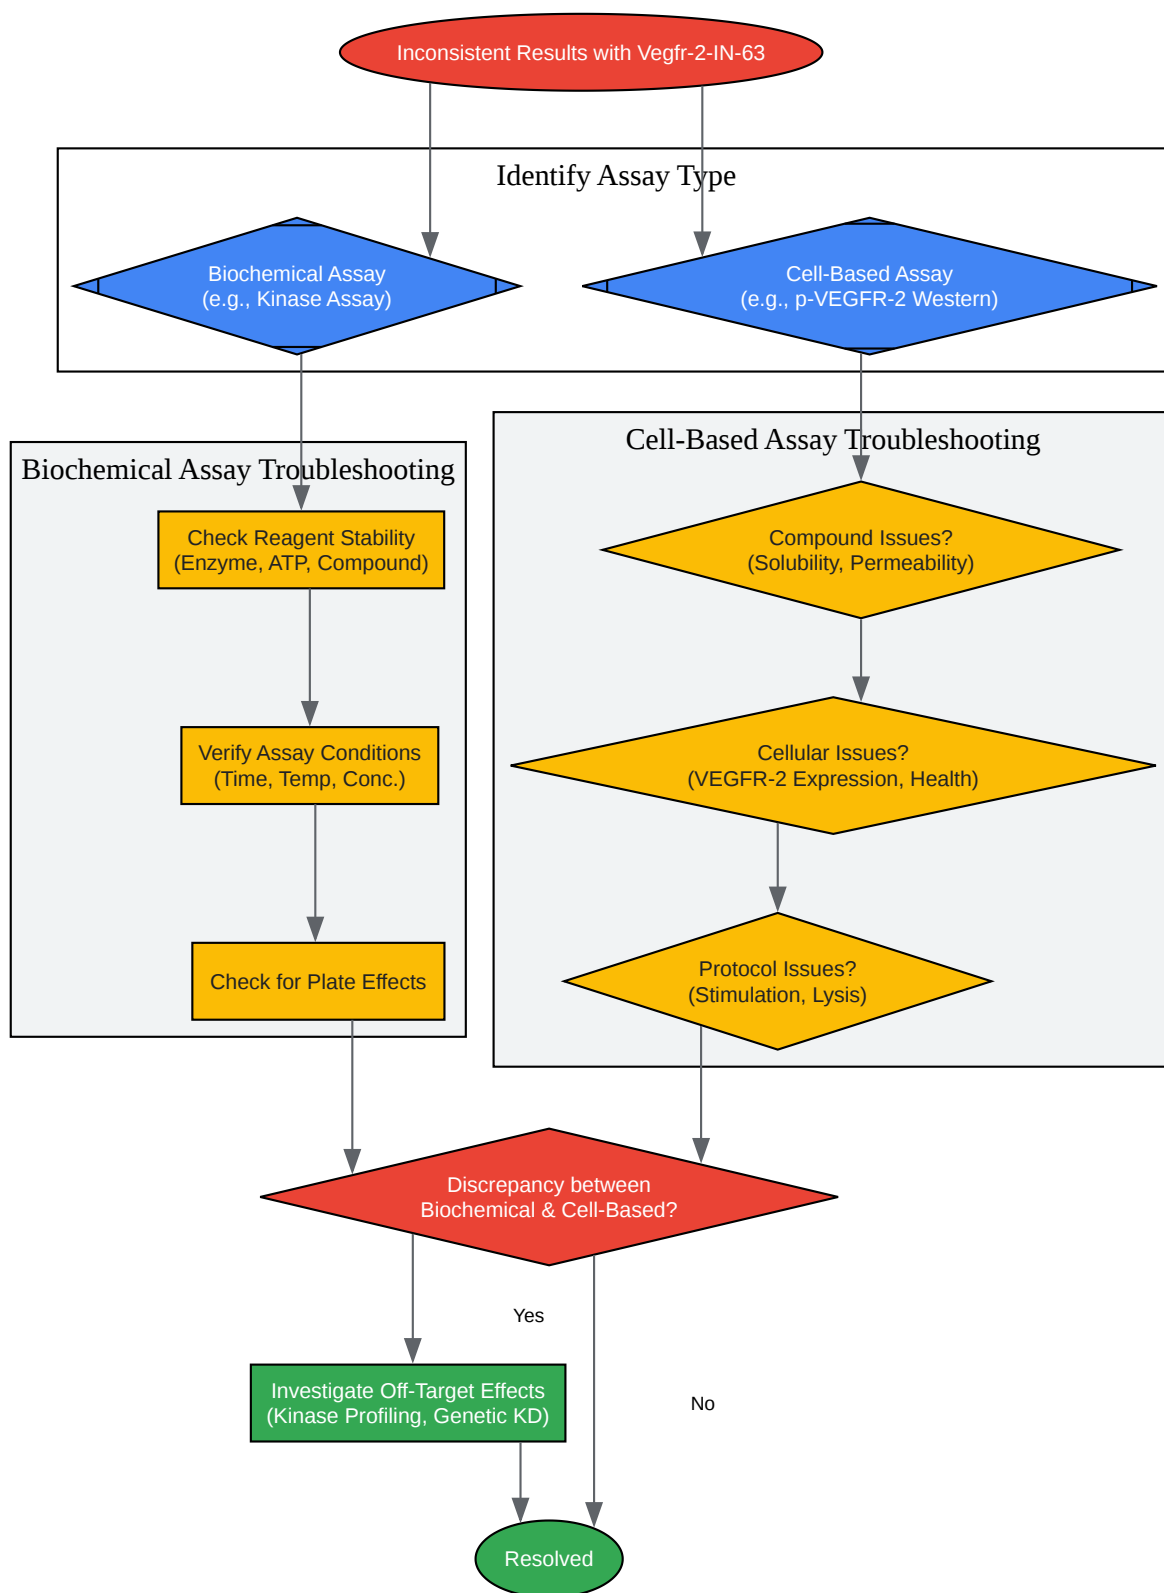 Inconsistent Results with Vegfr-2-IN-63
Identify Assay Type
Biochemical Assay
(e.g., Kinase Assay)
Cell-Based Assay
(e.g., p-VEGFR-2 Western)
Biochemical Assay Troubleshooting
Check Reagent Stability
(Enzyme, ATP, Compound)
Verify Assay Conditions
(Time, Temp, Conc.)
Check for Plate Effects
Cell-Based Assay Troubleshooting
Compound Issues?
(Solubility, Permeability)
Cellular Issues?
(VEGFR-2 Expression, Health)
Protocol Issues?
(Stimulation, Lysis)
Discrepancy between
Biochemical & Cell-Based?
Yes
Investigate Off-Target Effects
(Kinase Profiling, Genetic KD)
No
Resolved